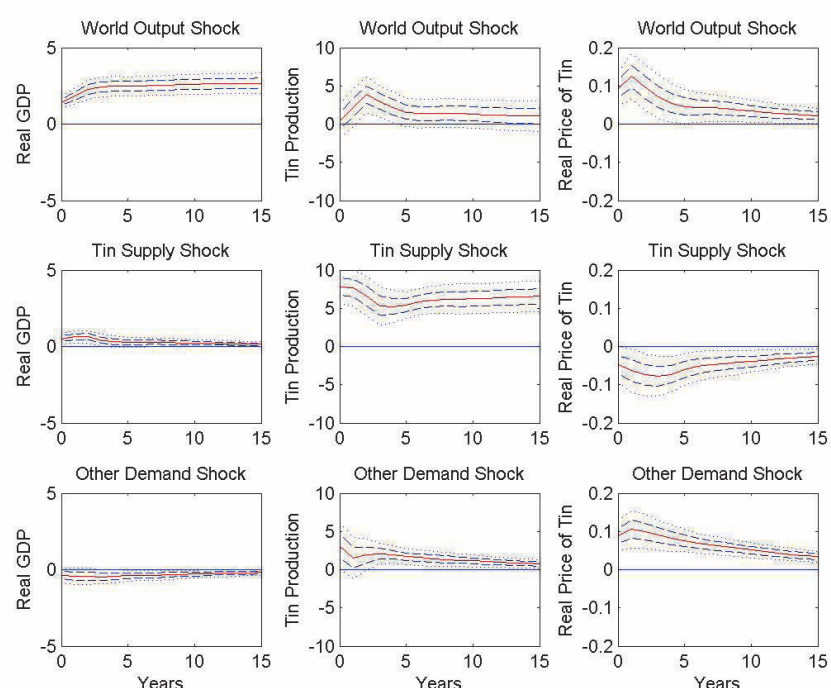 World Output Shock
World Output Shock
World Output Shock
Real GDP
5
0
-5
0 5 10 15
Tin Production
10
5
0
-5
-10
0 5 10 15
Real Price of Tin
0.2
0.1
0
-0.1
-0.2
0 5 10 15
Tin Supply Shock
Tin Supply Shock
Tin Supply Shock
Real GDP
5
0
-5
0 5 10 15
Tin Production
10
5
0
-5
-10
0 5 10 15
Real Price of Tin
0.2
0.1
0
-0.1
-0.2
0 5 10 15
Other Demand Shock
Other Demand Shock
Other Demand Shock
Real GDP
5
0
-5
0 5 10 15
Years
Tin Production
10
5
0
-5
-10
0 5 10 15
Years
Real Price of Tin
0.2
0.1
0
-0.1
-0.2
0 5 10 15
Years